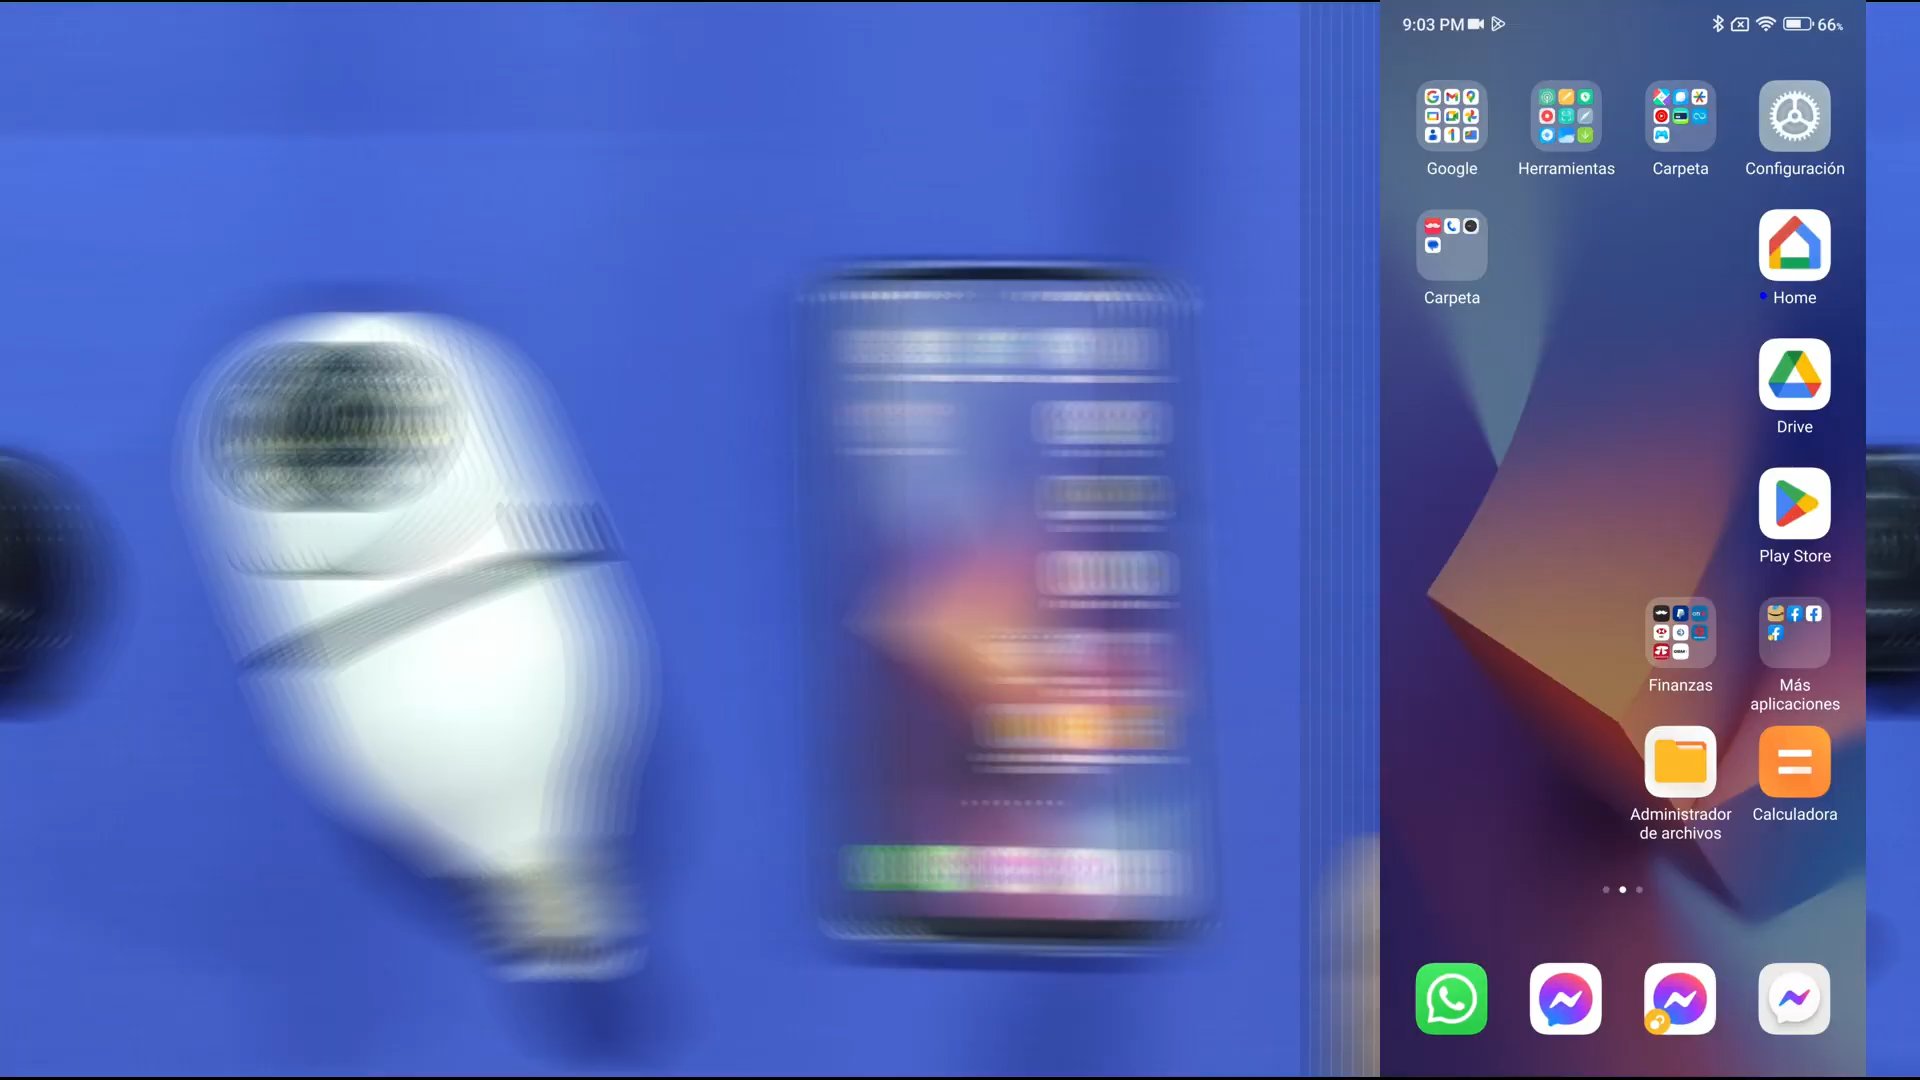 9:03 PM
66%
Google
Herramientas
Carpeta
Configuración
Carpeta
Home
Drive
Play Store
Finanzas
Más
aplicaciones
Administrador
de archivos
Calculadora